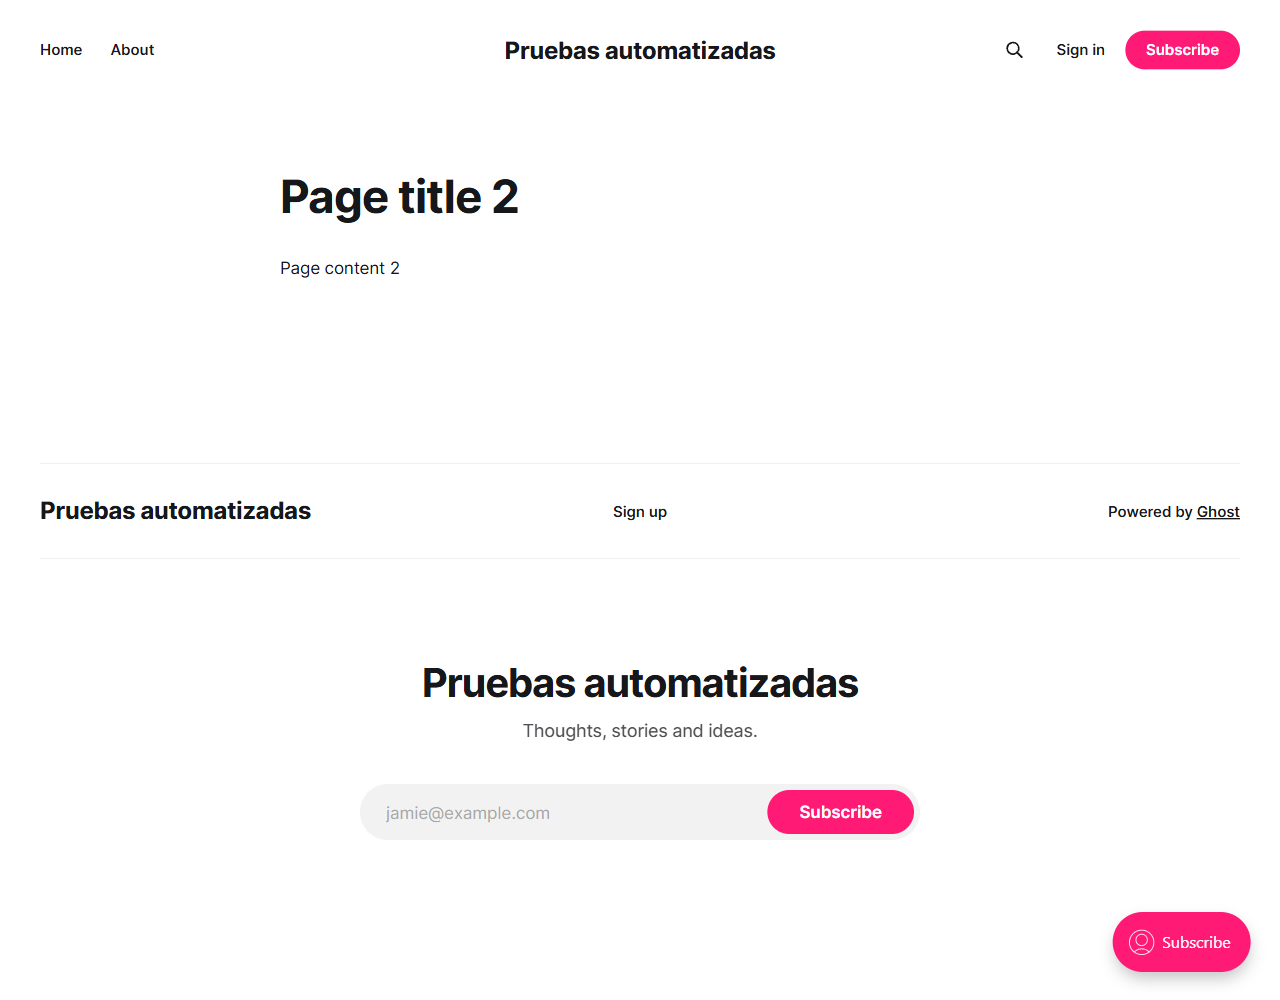 Home About Pruebas automatizadas Sign in Subscribe
Page title 2
Page content 2
Pruebas automatizadas Sign up Powered by Ghost
Pruebas automatizadas
Thoughts, stories and ideas.
jamie@example.com Subscribe
Subscribe